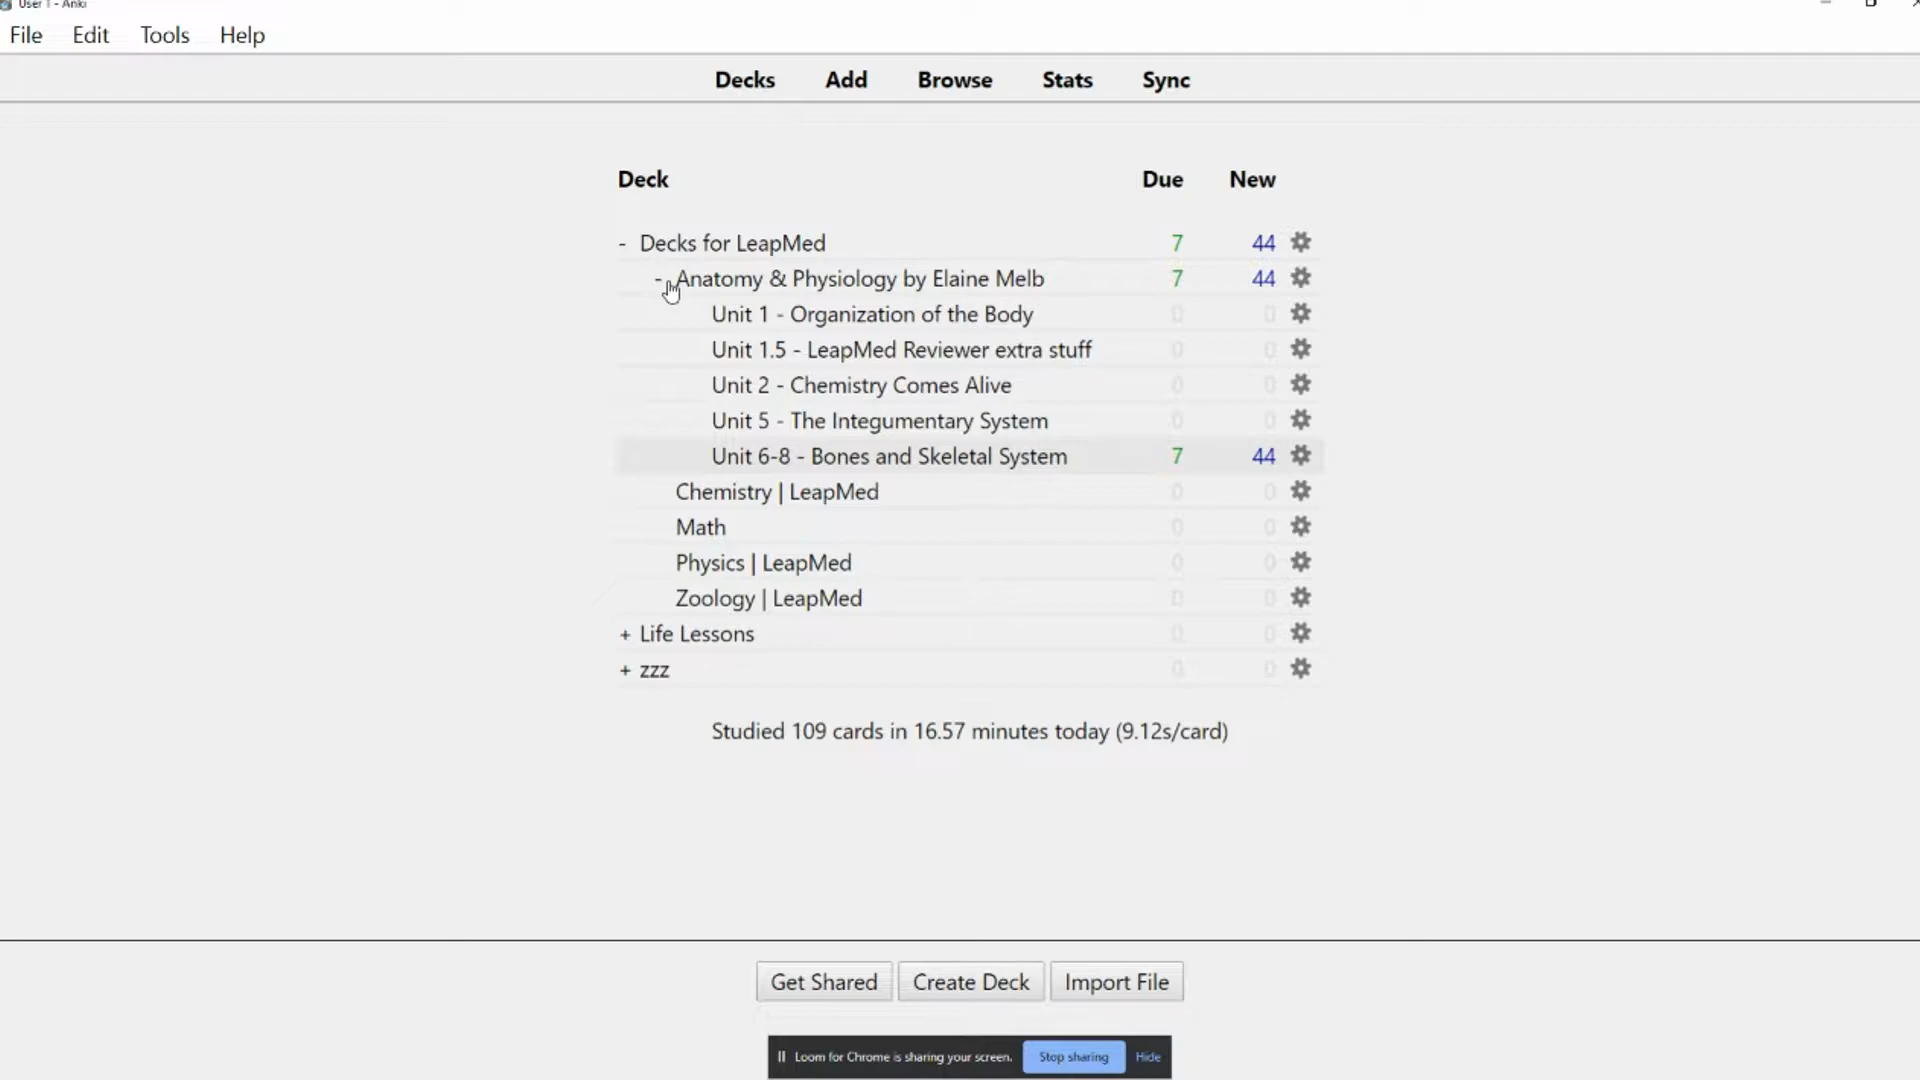 User 1 - Anki
File Edit Tools Help
Decks Add Browse Stats Sync
Deck Due New
- Decks for LeapMed 7 44
- Anatomy & Physiology by Elaine Melb 7 44
Unit 1 - Organization of the Body 0 0
Unit 1.5 - LeapMed Reviewer extra stuff 0 0
Unit 2 - Chemistry Comes Alive 0 0
Unit 5 - The Integumentary System 0 0
Unit 6-8 - Bones and Skeletal System 7 44
Chemistry | LeapMed 0 0
Math 0 0
Physics | LeapMed 0 0
Zoology | LeapMed 0 0
+ Life Lessons 0 0
+ zzz 0 0
Studied 109 cards in 16.57 minutes today (9.12s/card)
Get Shared Create Deck Import File
Loom for Chrome is sharing your screen. Stop sharing Hide